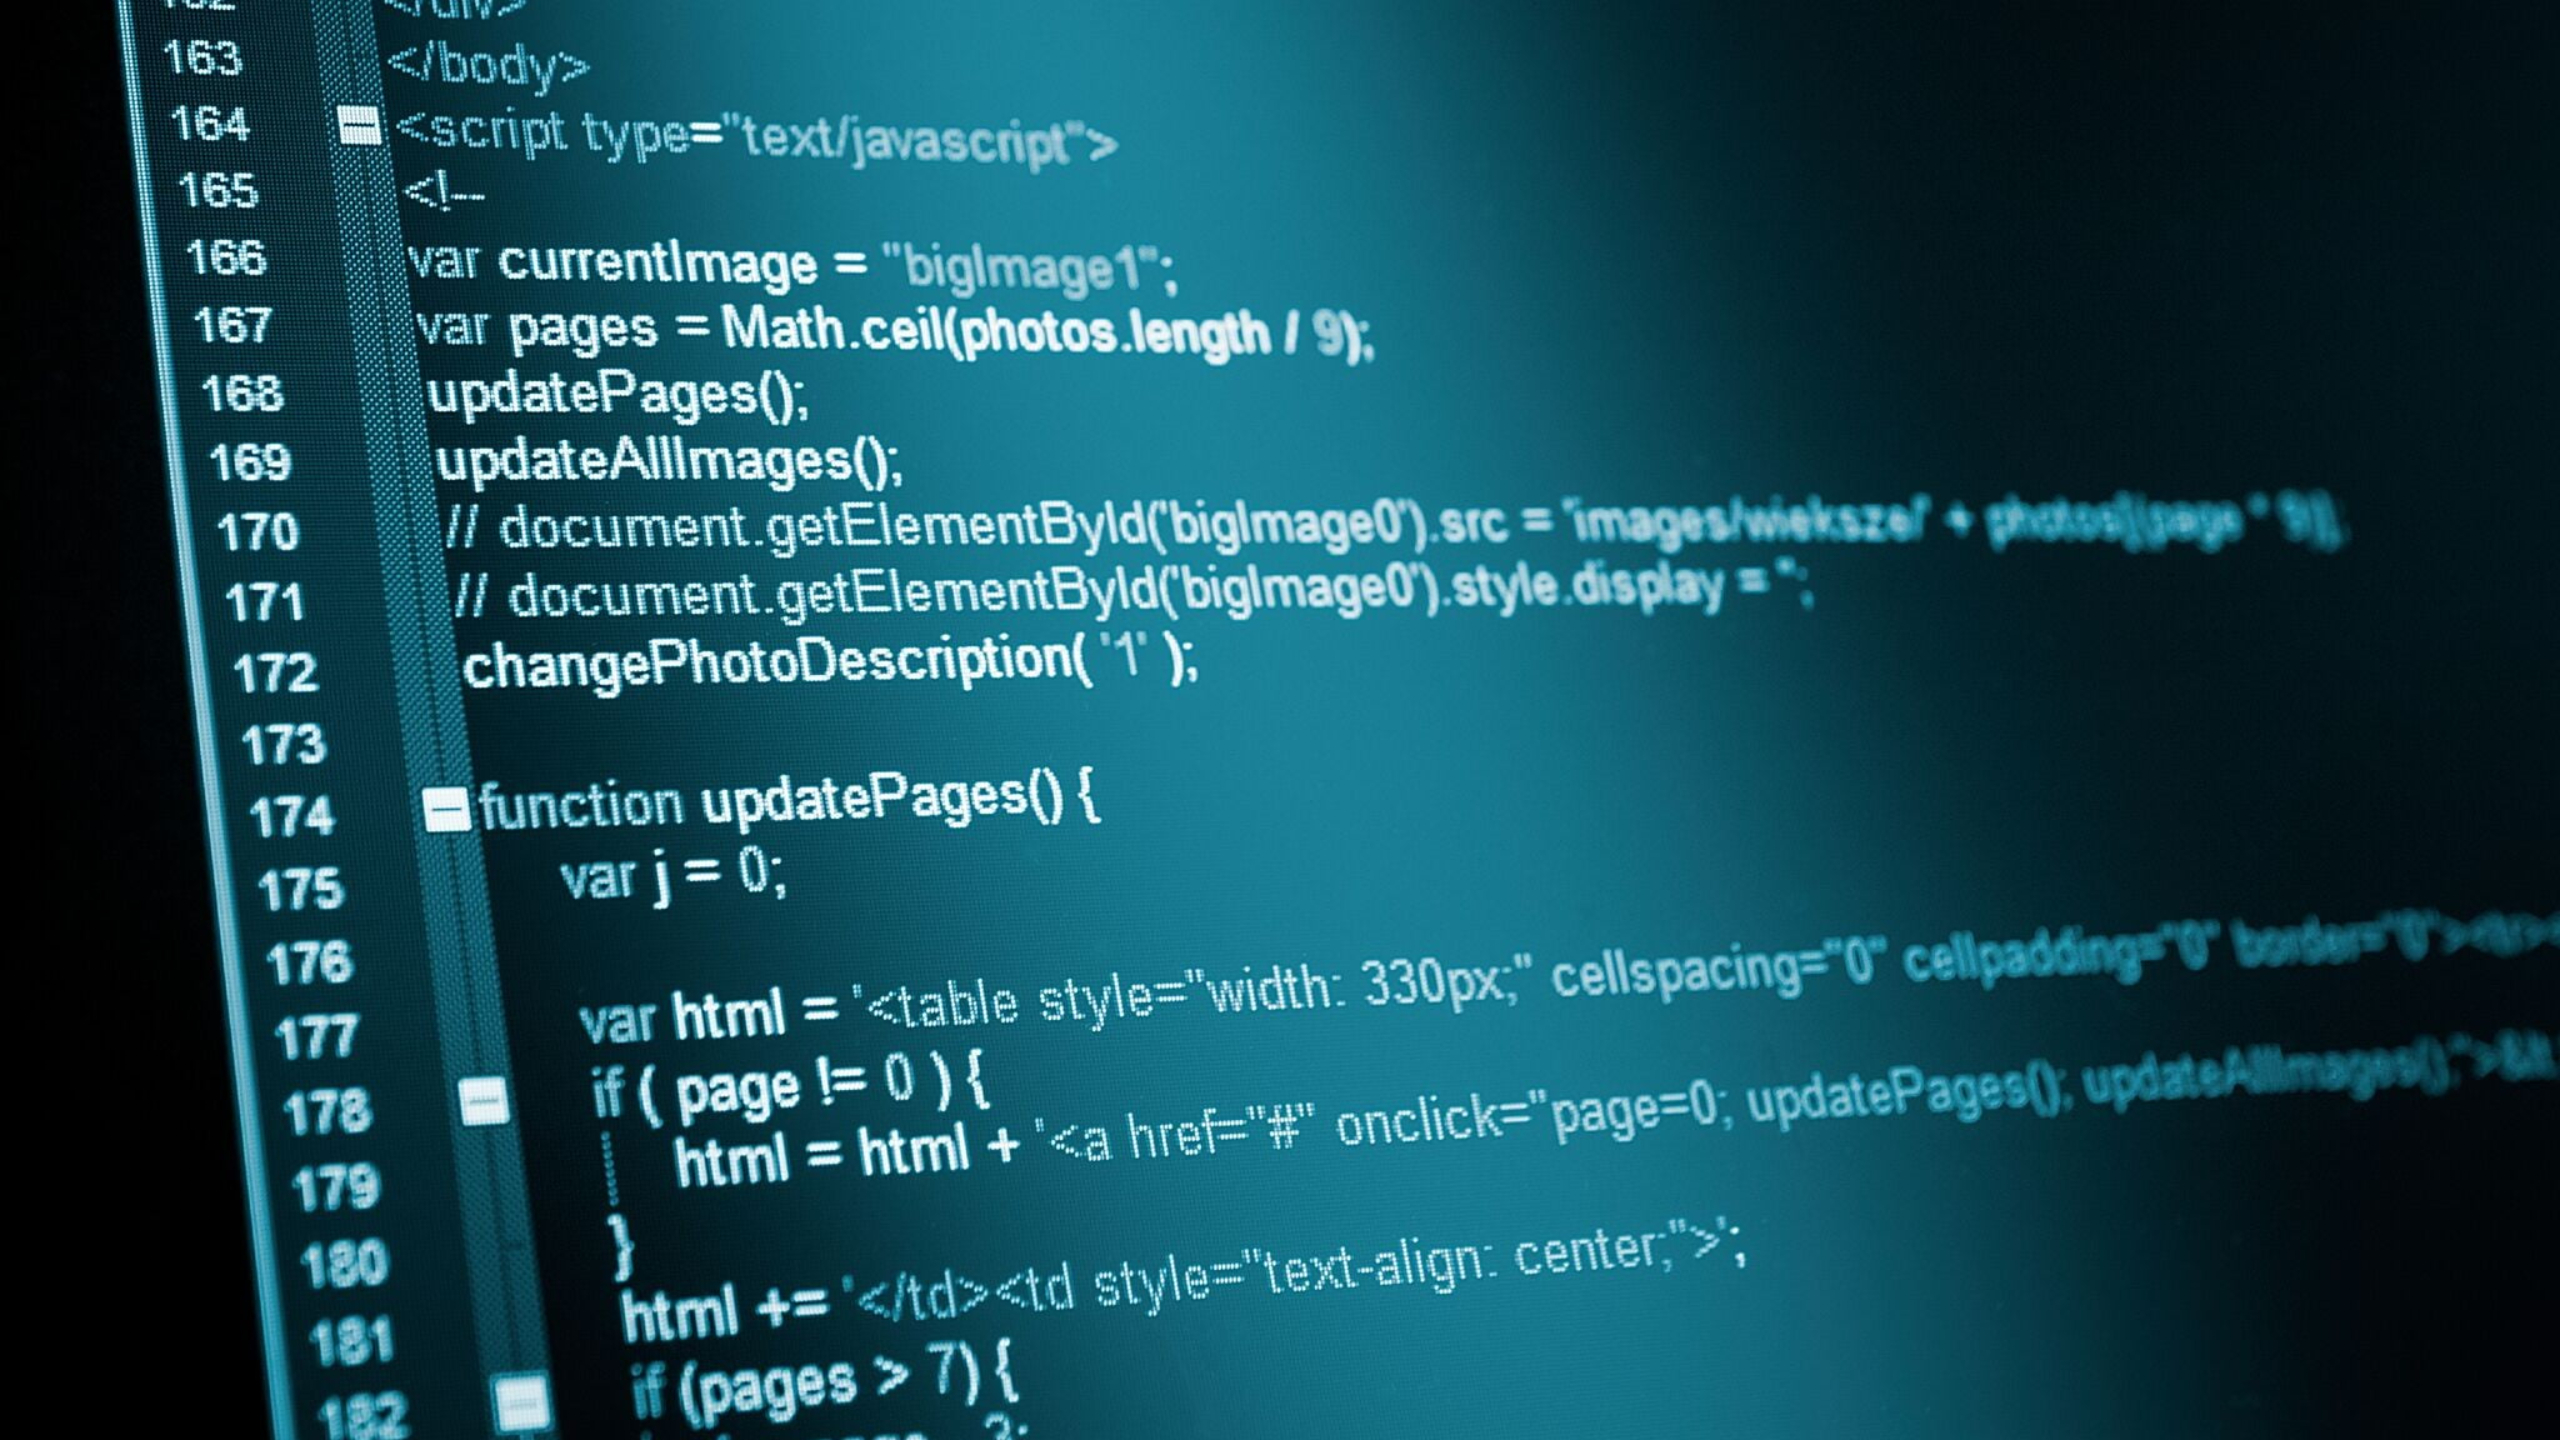 162 </div>
163 </body>
164 <script type="text/javascript">
165 <!--
166 var currentImage = "bigImage1";
167 var pages = Math.ceil(photos.length / 9);
168 updatePages();
169 updateAllImages();
170 // document.getElementById('bigImage0').src = 'images/wieksze/' + photos[(page * 9)];
171 // document.getElementById('bigImage0').style.display = '';
172 changePhotoDescription( '1' );
173
174 function updatePages() {
175 var j = 0;
176
177 var html = '<table style="width: 330px;" cellspacing="0" cellpadding="0" border="0"><tr>
178 if ( page != 0 ) {
179 html = html + '<a href="#" onclick="page=0; updatePages(); updateAllImages();">&lt
180 }
181 html += '</td><td style="text-align: center;">';
182 if (pages > 7) {